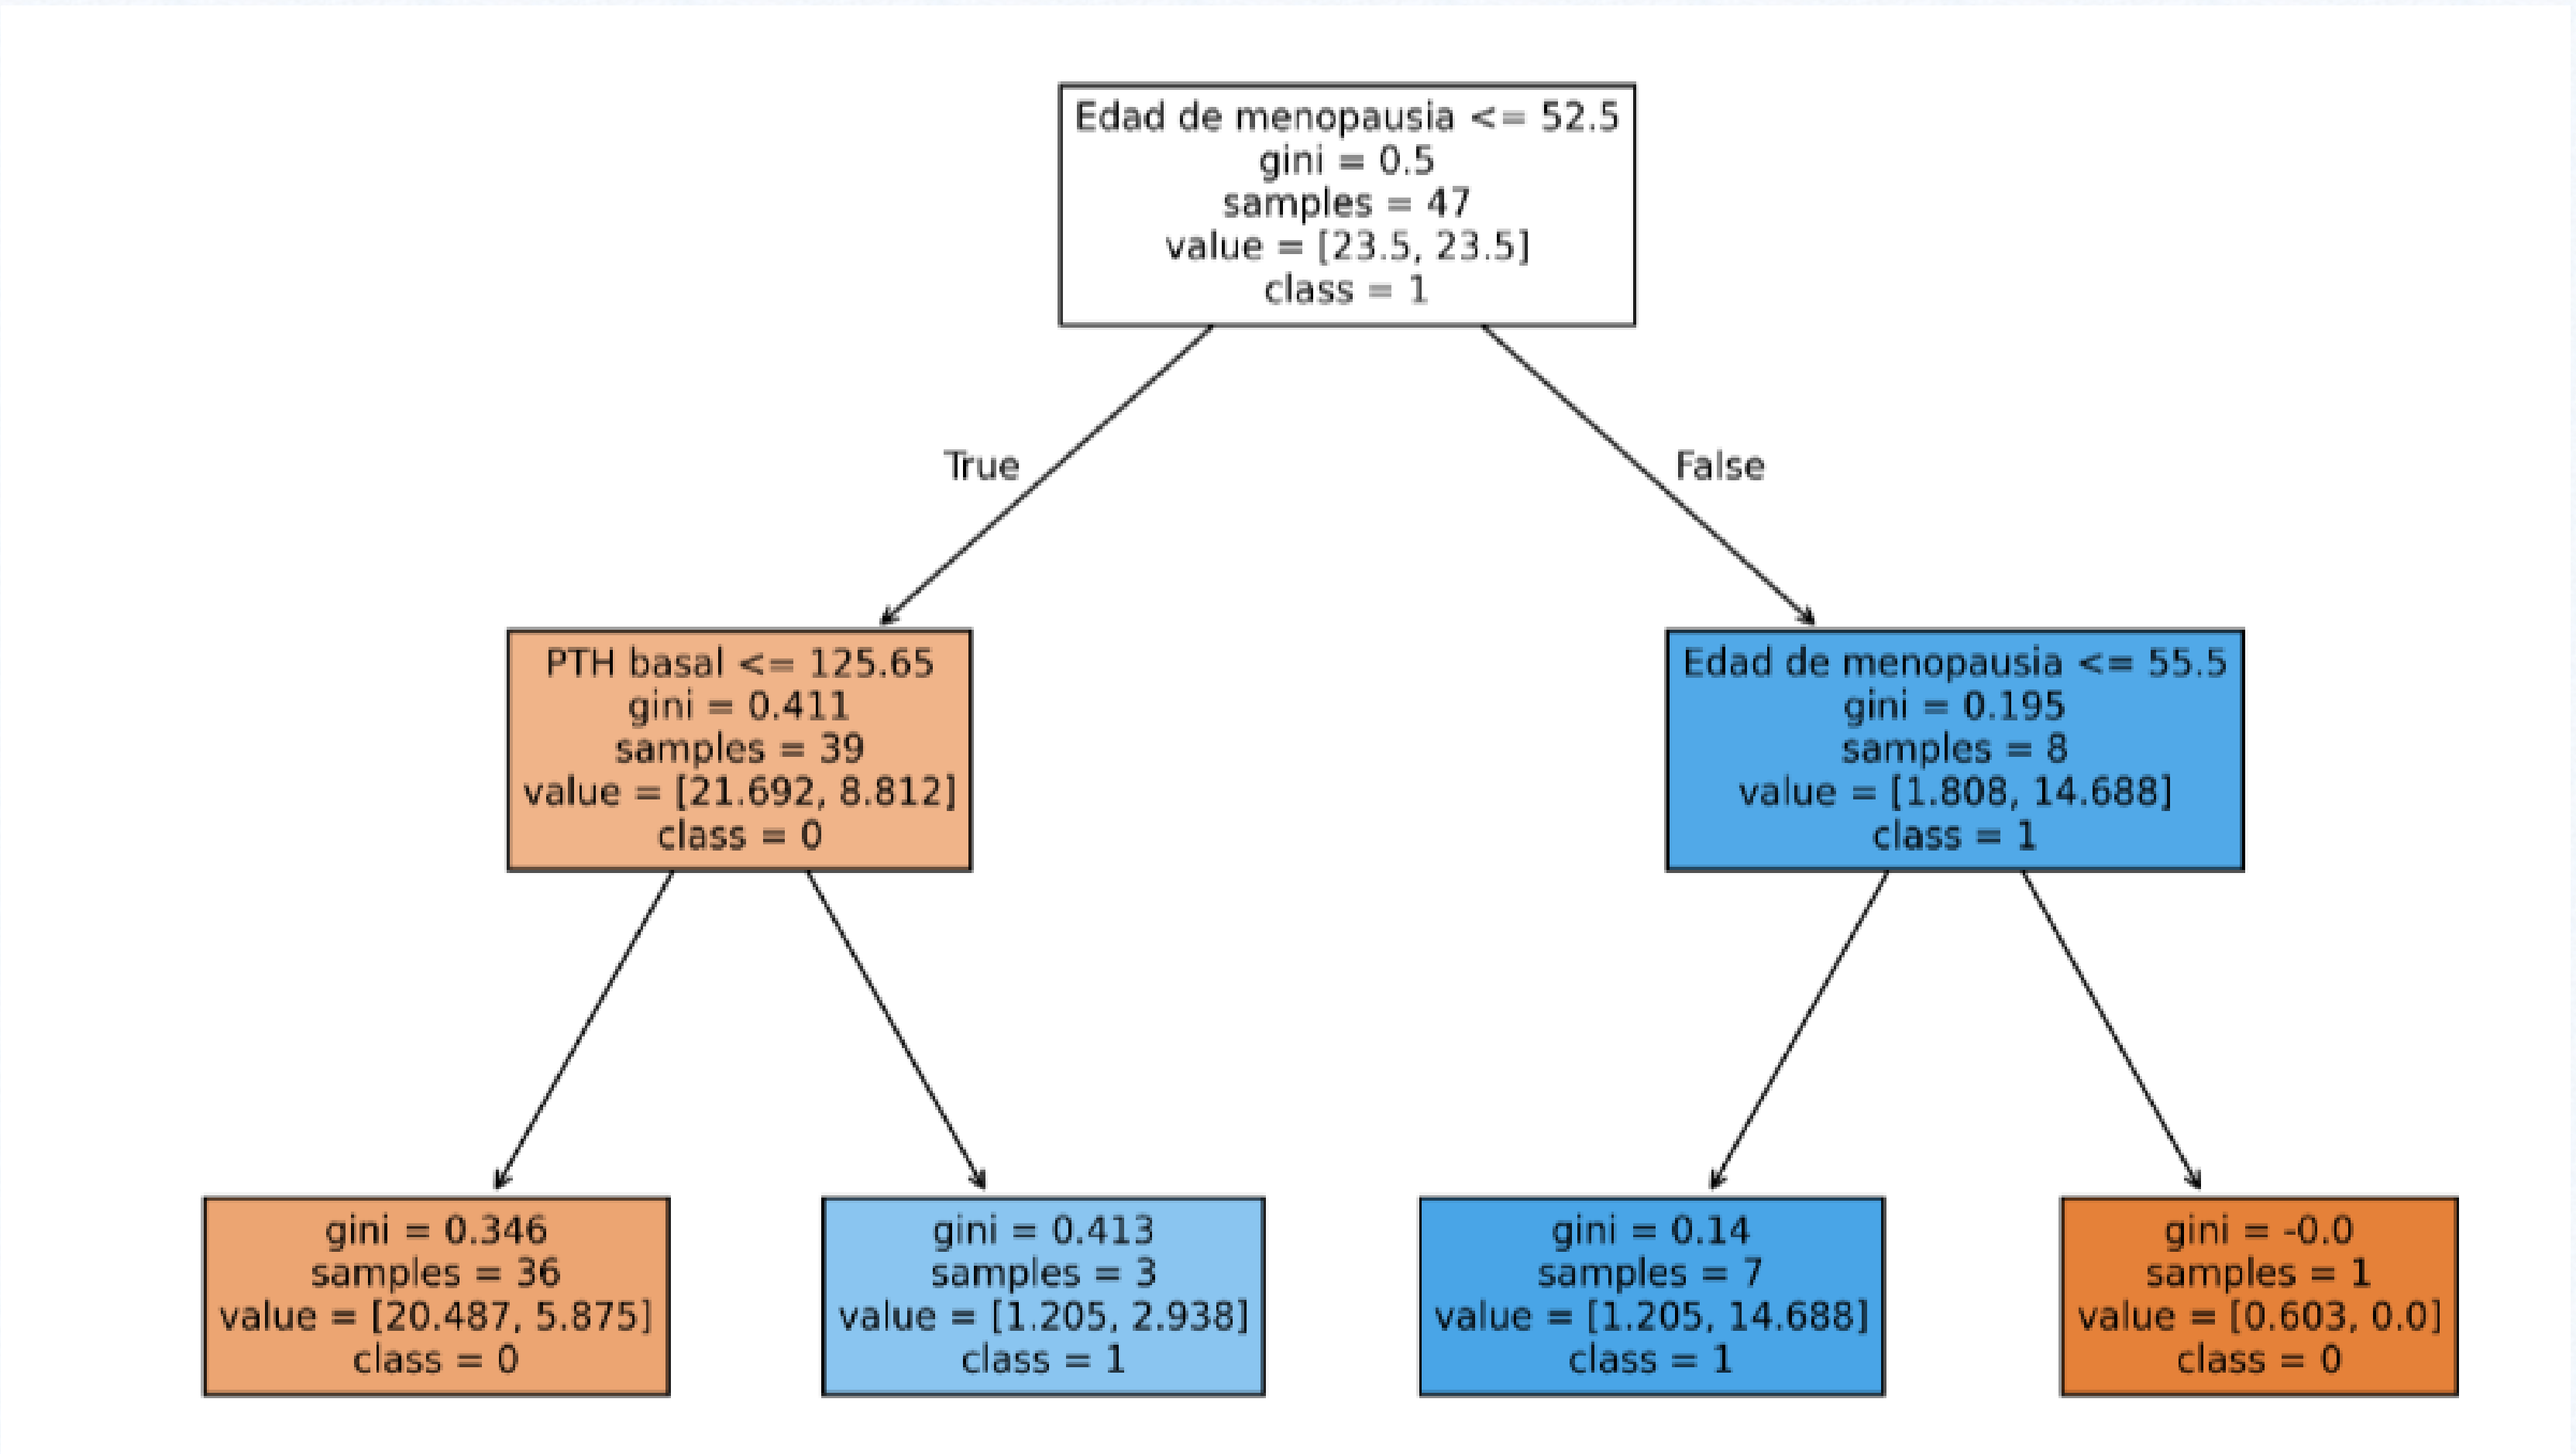 Edad de menopausia <= 52.5
gini = 0.5
samples = 47
value = [23.5, 23.5]
class = 1
True
False
PTH basal <= 125.65
gini = 0.411
samples = 39
value = [21.692, 8.812]
class = 0
Edad de menopausia <= 55.5
gini = 0.195
samples = 8
value = [1.808, 14.688]
class = 1
gini = 0.346
samples = 36
value = [20.487, 5.875]
class = 0
gini = 0.413
samples = 3
value = [1.205, 2.938]
class = 1
gini = 0.14
samples = 7
value = [1.205, 14.688]
class = 1
gini = -0.0
samples = 1
value = [0.603, 0.0]
class = 0